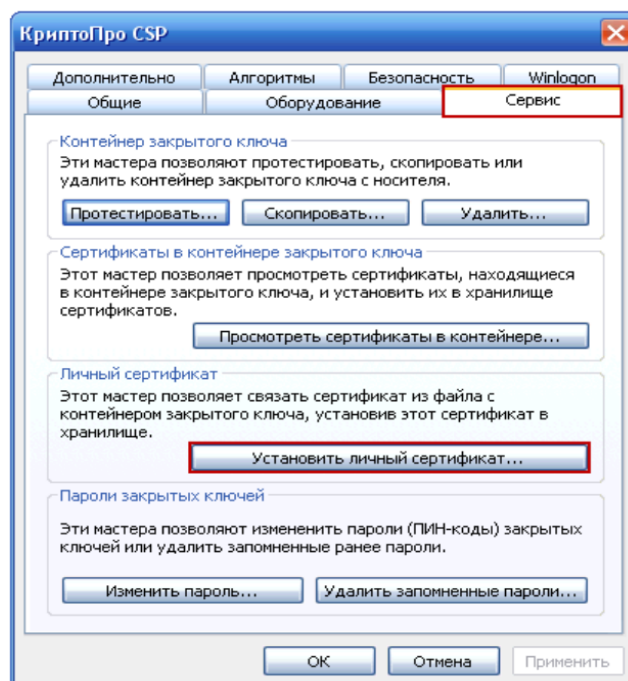 КриптоПро CSP
Дополнительно Алгоритмы Безопасность Winlogon
Общие Оборудование Сервис
Контейнер закрытого ключа
Эти мастера позволяют протестировать, скопировать или
удалить контейнер закрытого ключа с носителя.
Протестировать... Скопировать... Удалить...
Сертификаты в контейнере закрытого ключа
Этот мастер позволяет просмотреть сертификаты, находящиеся
в контейнере закрытого ключа, и установить их в хранилище
сертификатов.
Просмотреть сертификаты в контейнере...
Личный сертификат
Этот мастер позволяет связать сертификат из файла с
контейнером закрытого ключа, установив этот сертификат в
хранилище.
Установить личный сертификат...
Пароли закрытых ключей
Эти мастера позволяют измененить пароли (ПИН-коды) закрытых
ключей или удалить запомненные ранее пароли.
Изменить пароль... Удалить запомненные пароли...
ОК Отмена Применить